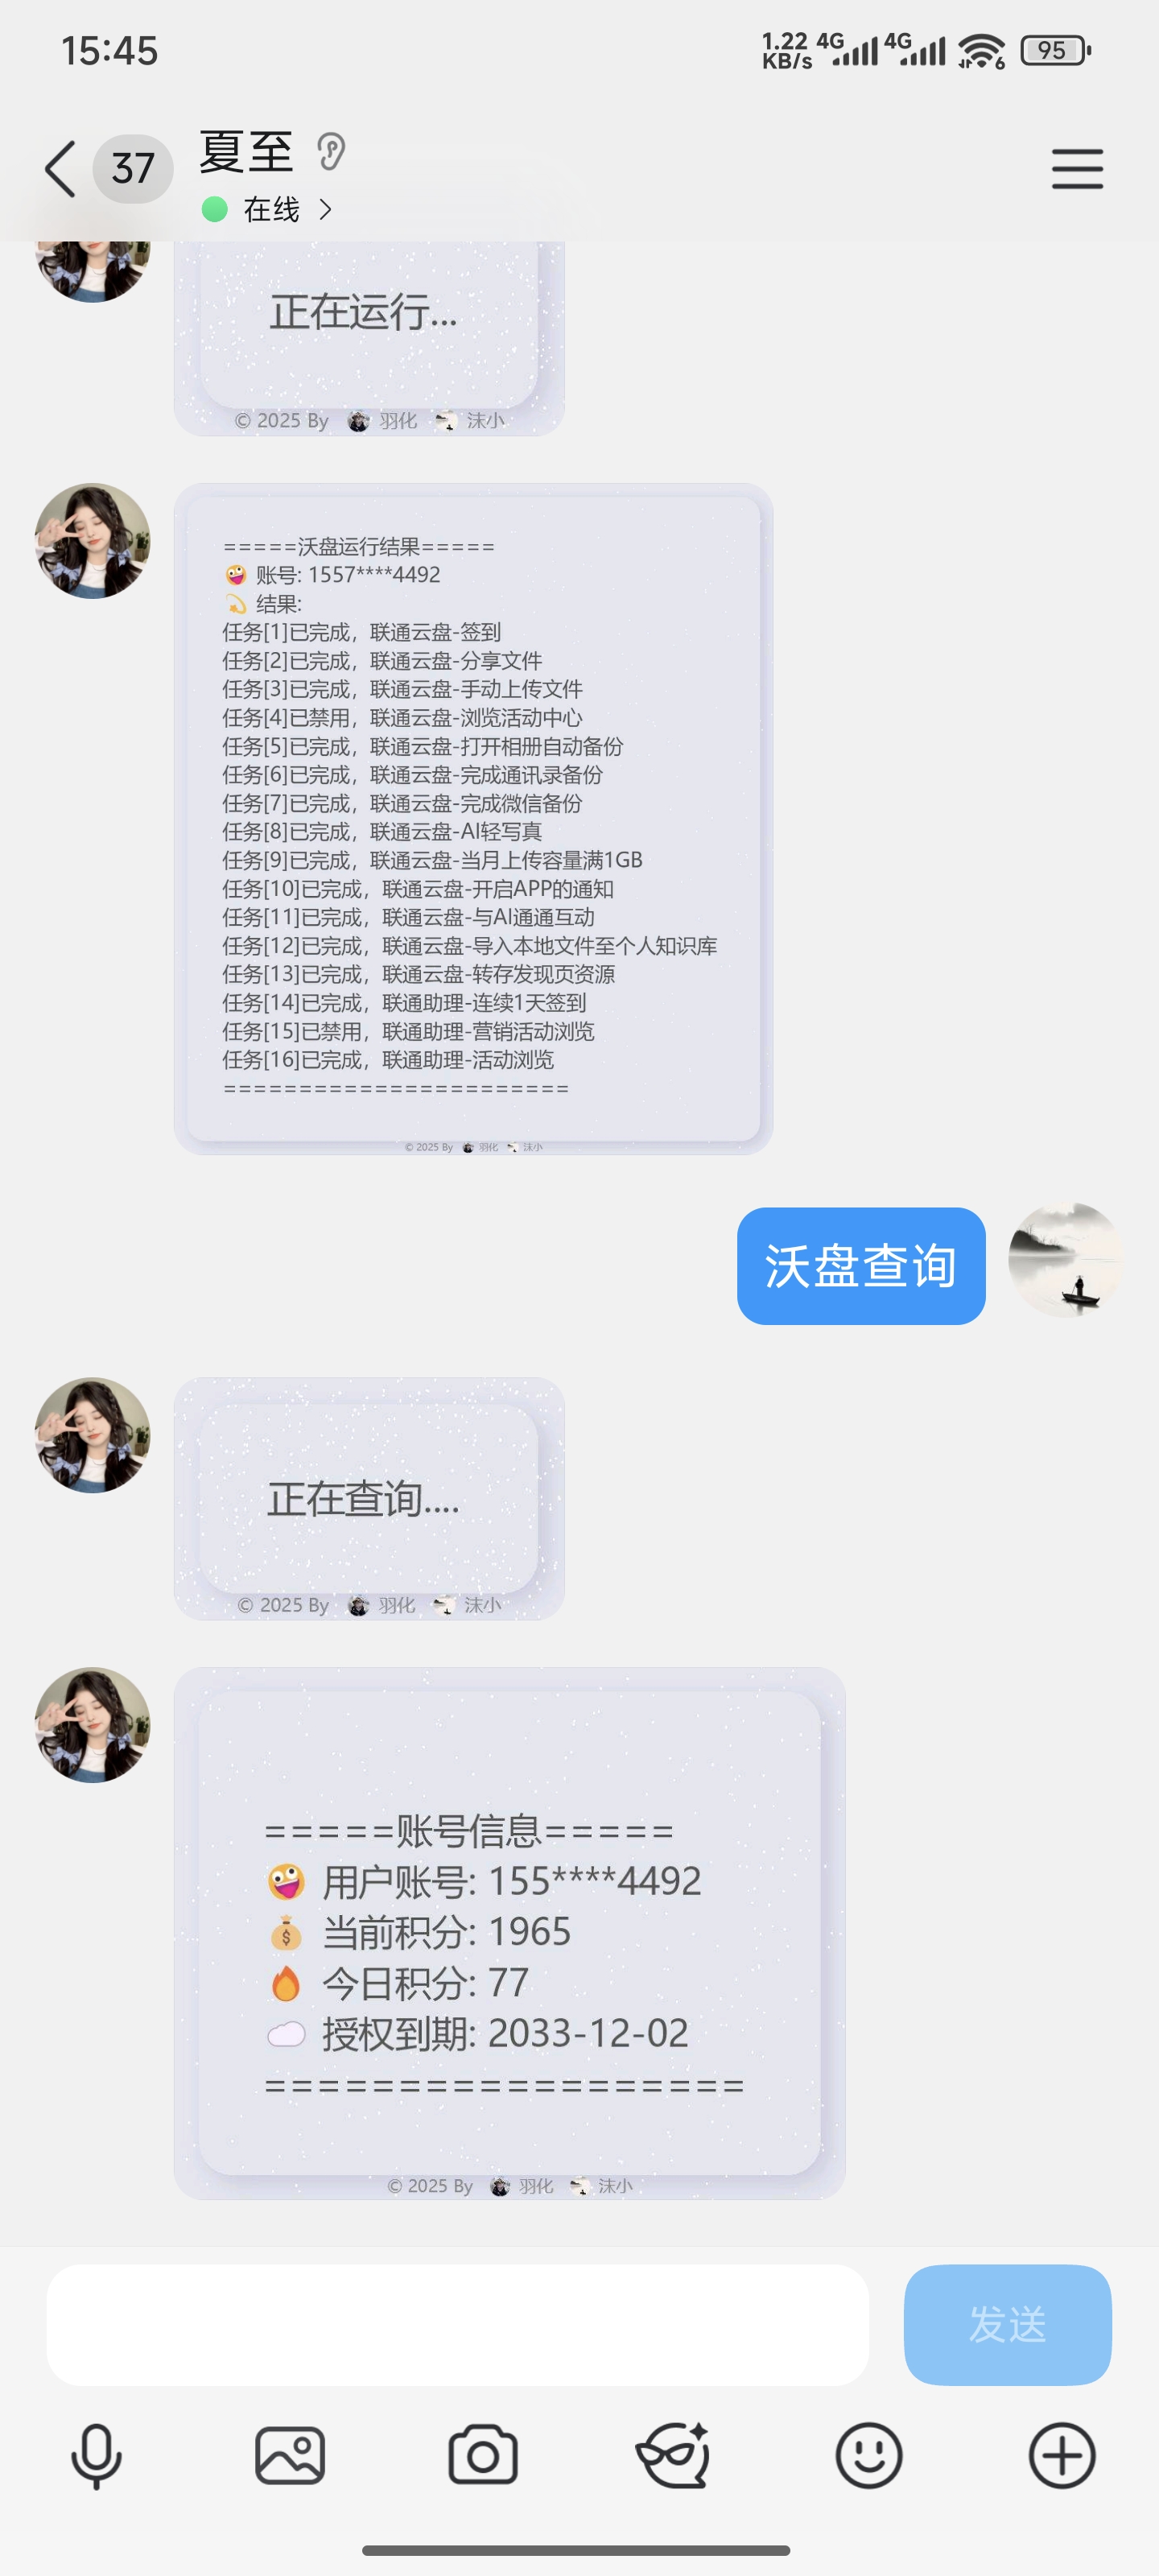 15:45
1.22 KB/s 4G 4G 6 95
37
夏至
在线
正在运行...
© 2025 By 羽化 沫小
=====沃盘运行结果=====
账号: 1557****4492
结果:
任务[1]已完成，联通云盘-签到
任务[2]已完成，联通云盘-分享文件
任务[3]已完成，联通云盘-手动上传文件
任务[4]已禁用，联通云盘-浏览活动中心
任务[5]已完成，联通云盘-打开相册自动备份
任务[6]已完成，联通云盘-完成通讯录备份
任务[7]已完成，联通云盘-完成微信备份
任务[8]已完成，联通云盘-AI轻写真
任务[9]已完成，联通云盘-当月上传容量满1GB
任务[10]已完成，联通云盘-开启APP的通知
任务[11]已完成，联通云盘-与AI通通互动
任务[12]已完成，联通云盘-导入本地文件至个人知识库
任务[13]已完成，联通云盘-转存发现页资源
任务[14]已完成，联通助理-连续1天签到
任务[15]已禁用，联通助理-营销活动浏览
任务[16]已完成，联通助理-活动浏览
=======================
© 2025 By 羽化 沫小
沃盘查询
正在查询....
© 2025 By 羽化 沫小
=====账号信息=====
用户账号: 155****4492
当前积分: 1965
今日积分: 77
授权到期: 2033-12-02
==================
© 2025 By 羽化 沫小
发送